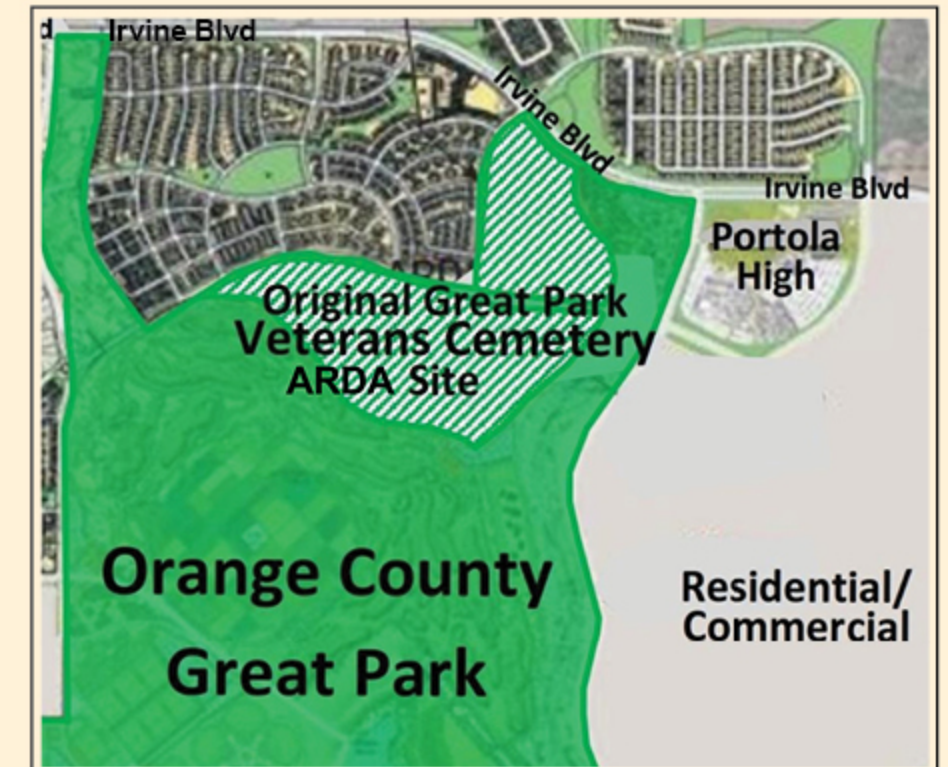 d
Irvine Blvd
Irvine Blvd
Irvine Blvd
Portola
High
Original Great Park
Veterans Cemetery
ARDA Site
Orange County
Great Park
Residential/
Commercial